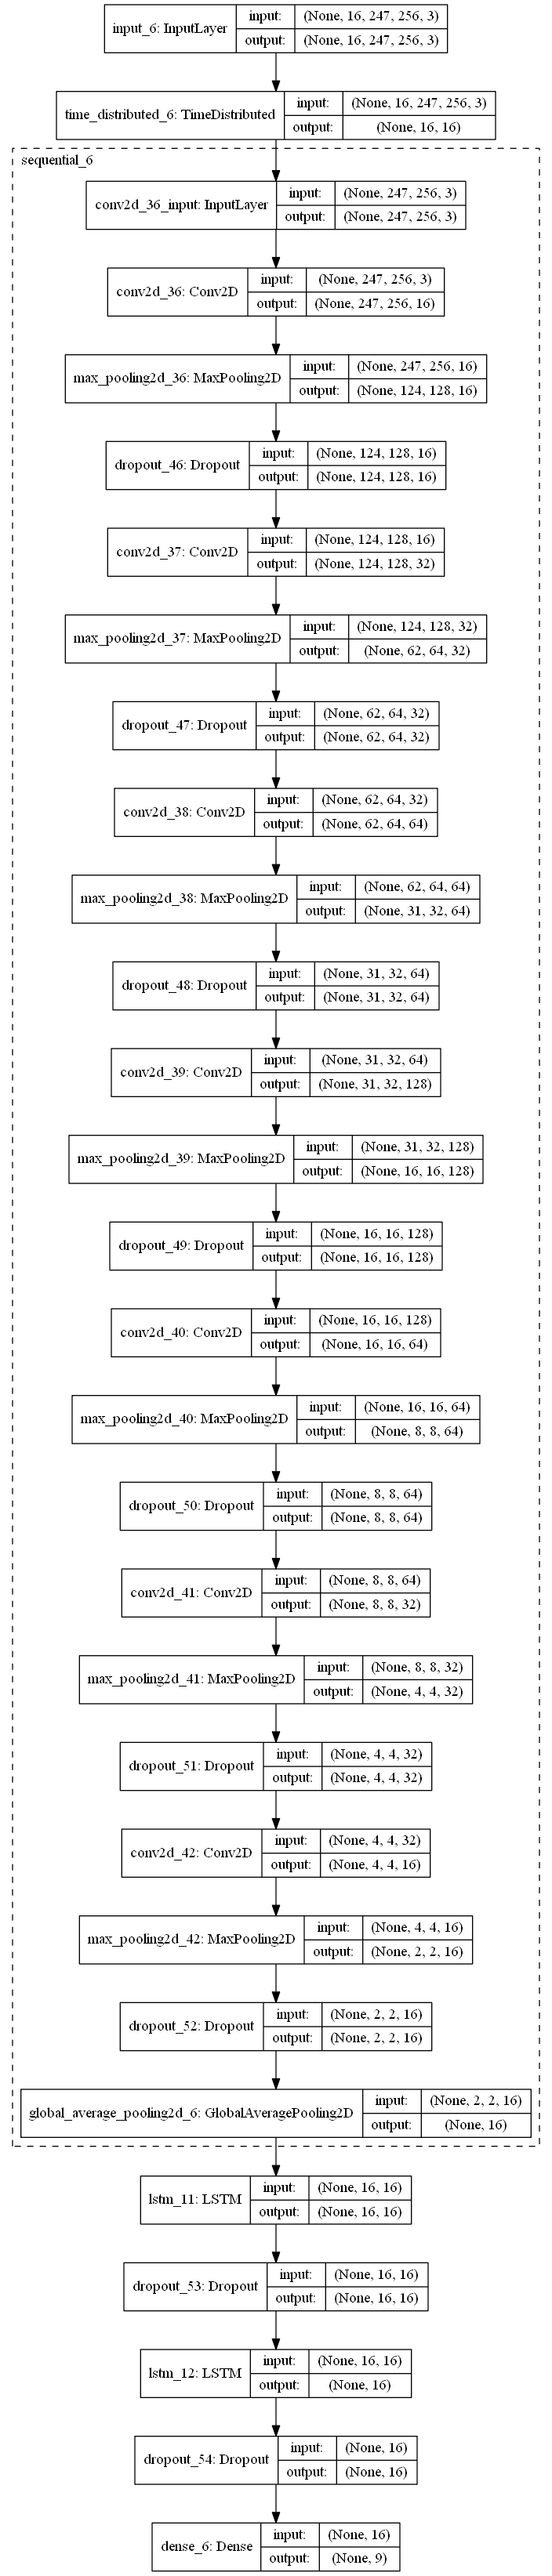 input_6: InputLayer input: (None, 16, 247, 256, 3)
output: (None, 16, 247, 256, 3)
time_distributed_6: TimeDistributed input: (None, 16, 247, 256, 3)
output: (None, 16, 16)
sequential_6
conv2d_36_input: InputLayer input: (None, 247, 256, 3)
output: (None, 247, 256, 3)
conv2d_36: Conv2D input: (None, 247, 256, 3)
output: (None, 247, 256, 16)
max_pooling2d_36: MaxPooling2D input: (None, 247, 256, 16)
output: (None, 124, 128, 16)
dropout_46: Dropout input: (None, 124, 128, 16)
output: (None, 124, 128, 16)
conv2d_37: Conv2D input: (None, 124, 128, 16)
output: (None, 124, 128, 32)
max_pooling2d_37: MaxPooling2D input: (None, 124, 128, 32)
output: (None, 62, 64, 32)
dropout_47: Dropout input: (None, 62, 64, 32)
output: (None, 62, 64, 32)
conv2d_38: Conv2D input: (None, 62, 64, 32)
output: (None, 62, 64, 64)
max_pooling2d_38: MaxPooling2D input: (None, 62, 64, 64)
output: (None, 31, 32, 64)
dropout_48: Dropout input: (None, 31, 32, 64)
output: (None, 31, 32, 64)
conv2d_39: Conv2D input: (None, 31, 32, 64)
output: (None, 31, 32, 128)
max_pooling2d_39: MaxPooling2D input: (None, 31, 32, 128)
output: (None, 16, 16, 128)
dropout_49: Dropout input: (None, 16, 16, 128)
output: (None, 16, 16, 128)
conv2d_40: Conv2D input: (None, 16, 16, 128)
output: (None, 16, 16, 64)
max_pooling2d_40: MaxPooling2D input: (None, 16, 16, 64)
output: (None, 8, 8, 64)
dropout_50: Dropout input: (None, 8, 8, 64)
output: (None, 8, 8, 64)
conv2d_41: Conv2D input: (None, 8, 8, 64)
output: (None, 8, 8, 32)
max_pooling2d_41: MaxPooling2D input: (None, 8, 8, 32)
output: (None, 4, 4, 32)
dropout_51: Dropout input: (None, 4, 4, 32)
output: (None, 4, 4, 32)
conv2d_42: Conv2D input: (None, 4, 4, 32)
output: (None, 4, 4, 16)
max_pooling2d_42: MaxPooling2D input: (None, 4, 4, 16)
output: (None, 2, 2, 16)
dropout_52: Dropout input: (None, 2, 2, 16)
output: (None, 2, 2, 16)
global_average_pooling2d_6: GlobalAveragePooling2D input: (None, 2, 2, 16)
output: (None, 16)
lstm_11: LSTM input: (None, 16, 16)
output: (None, 16, 16)
dropout_53: Dropout input: (None, 16, 16)
output: (None, 16, 16)
lstm_12: LSTM input: (None, 16, 16)
output: (None, 16)
dropout_54: Dropout input: (None, 16)
output: (None, 16)
dense_6: Dense input: (None, 16)
output: (None, 9)